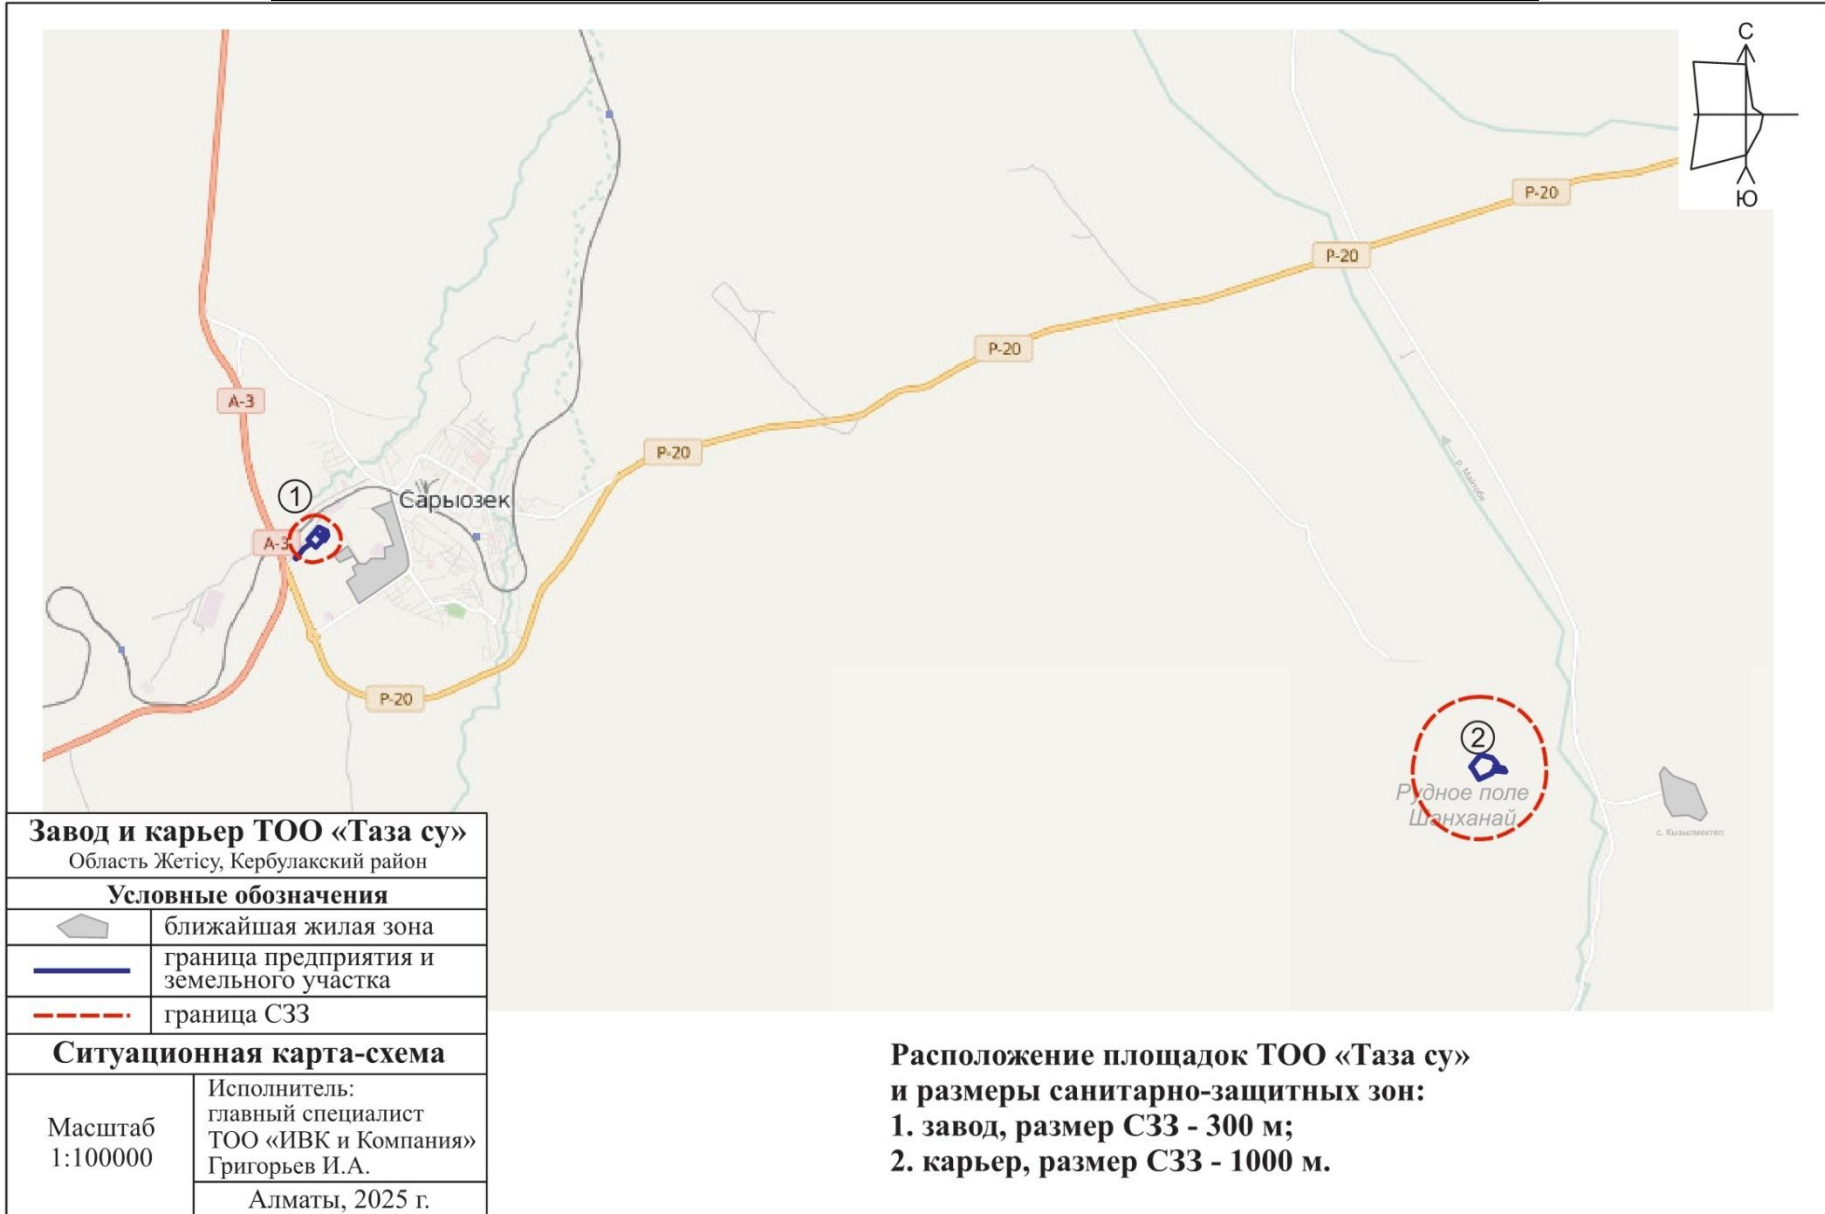 С
Ю
Р-20
Р-20
Р-20
Р-20
А-3
1
Сарыозек
А-3
р. Майтобе
Р-20
2
Рудное поле
Шанханай
с. Кызылмектеп
Завод и карьер ТОО «Таза су»
Область Жетісу, Кербулакский район
Условные обозначения
ближайшая жилая зона
граница предприятия и
земельного участка
граница СЗЗ
Ситуационная карта-схема
Масштаб
1:100000
Исполнитель:
главный специалист
ТОО «ИВК и Компания»
Григорьев И.А.
Алматы, 2025 г.
Расположение площадок ТОО «Таза су»
и размеры санитарно-защитных зон:
1. завод, размер СЗЗ - 300 м;
2. карьер, размер СЗЗ - 1000 м.